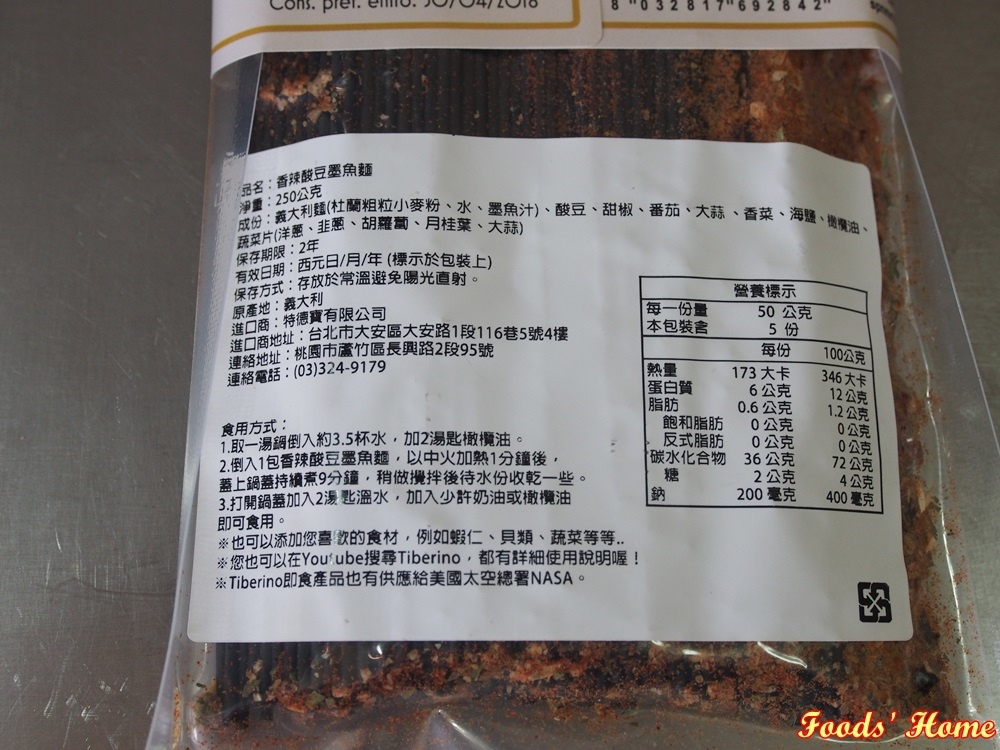 Cons. pref. entro: 30/04/2018
8 "032817"692842"
品名：香辣酸豆墨魚麵
淨重：250公克
成份：義大利麵(杜蘭粗粒小麥粉、水、墨魚汁)、酸豆、甜椒、番茄、大蒜、香菜、海鹽、橄欖油、
蔬菜片(洋蔥、韭蔥、胡蘿蔔、月桂葉、大蒜)
保存期限：2年
有效日期：西元日/月/年 (標示於包裝上)
保存方式：存放於常溫避免陽光直射。
原產地：義大利
進口商：特德寶有限公司
進口商地址：台北市大安區大安路1段116巷5號4樓
連絡地址：桃園市蘆竹區長興路2段95號
連絡電話：(03)324-9179
營養標示
每一份量 50 公克
本包裝含 5 份
每份 100公克
熱量 173 大卡 346 大卡
蛋白質 6 公克 12 公克
脂肪 0.6 公克 1.2 公克
飽和脂肪 0 公克 0 公克
反式脂肪 0 公克 0 公克
碳水化合物 36 公克 72 公克
糖 2 公克 4 公克
鈉 200 毫克 400 毫克
食用方式：
1.取一湯鍋倒入約3.5杯水，加2湯匙橄欖油。
2.倒入1包香辣酸豆墨魚麵，以中火加熱1分鐘後，
蓋上鍋蓋持續煮9分鐘，稍做攪拌後待水份收乾一些。
3.打開鍋蓋加入2湯匙溫水，加入少許奶油或橄欖油
即可食用。
※也可以添加您喜歡的食材，例如蝦仁、貝類、蔬菜等等..
※您也可以在Youtube搜尋Tiberino，都有詳細使用說明喔！
※Tiberino即食產品也有供應給美國太空總署NASA。
Foods' Home